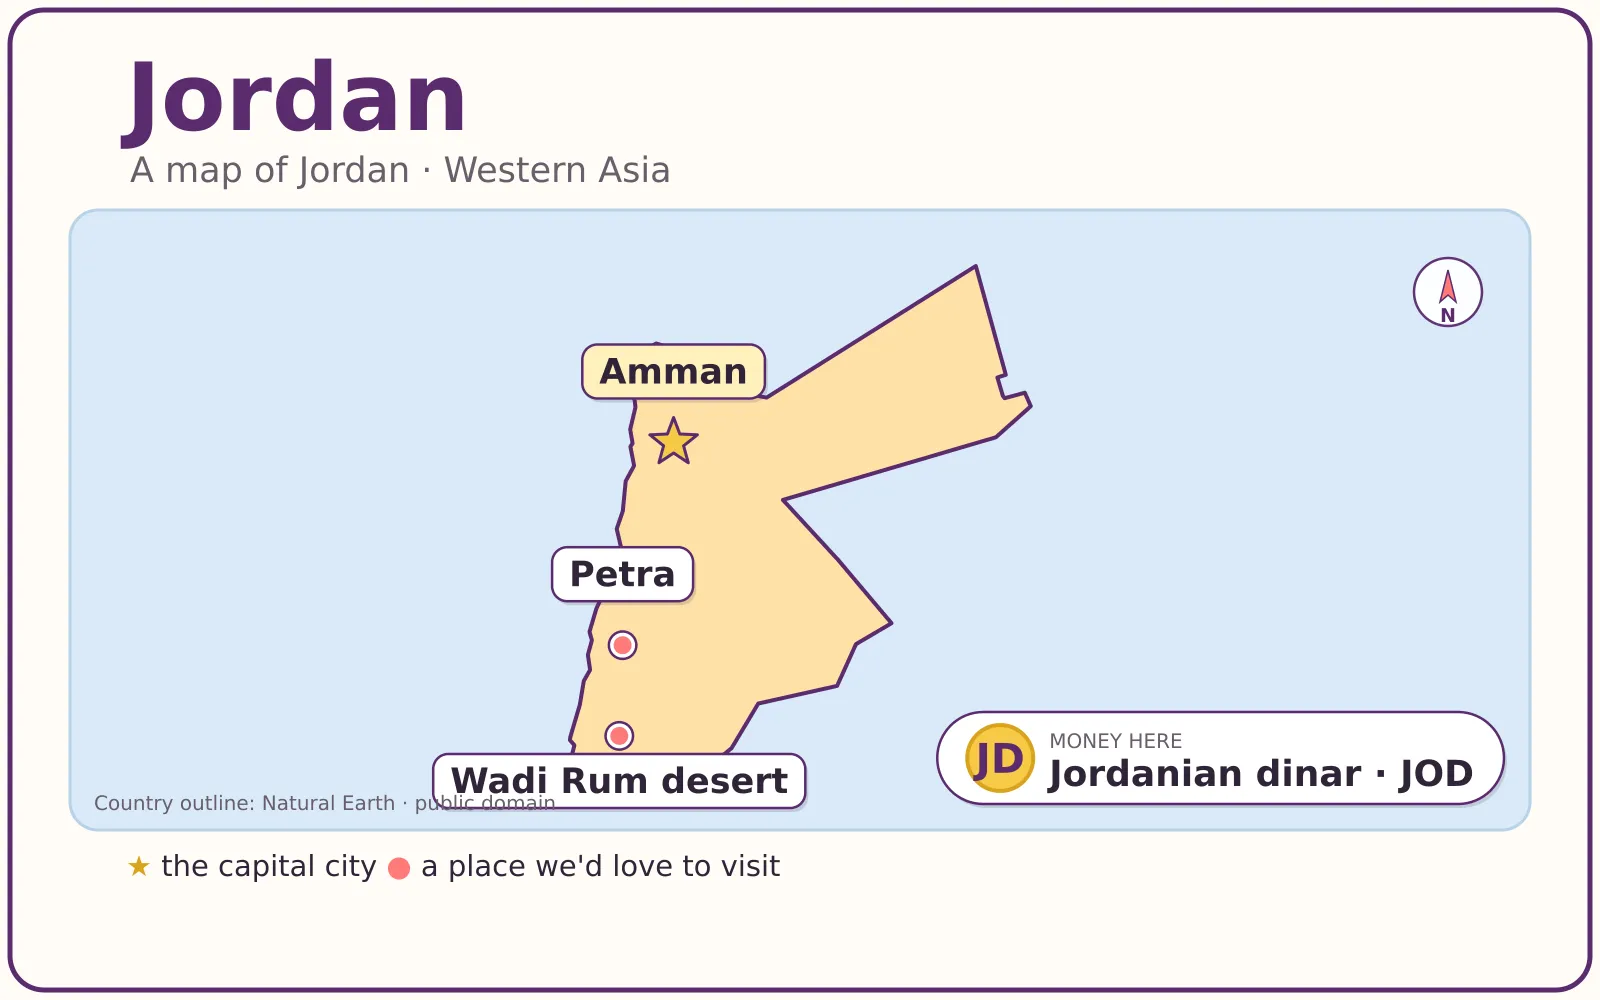 Jordan
A map of Jordan · Western Asia
N
Amman
Petra
Wadi Rum desert
JD
MONEY HERE
Jordanian dinar · JOD
Country outline: Natural Earth · public domain
★ the capital city ● a place we'd love to visit